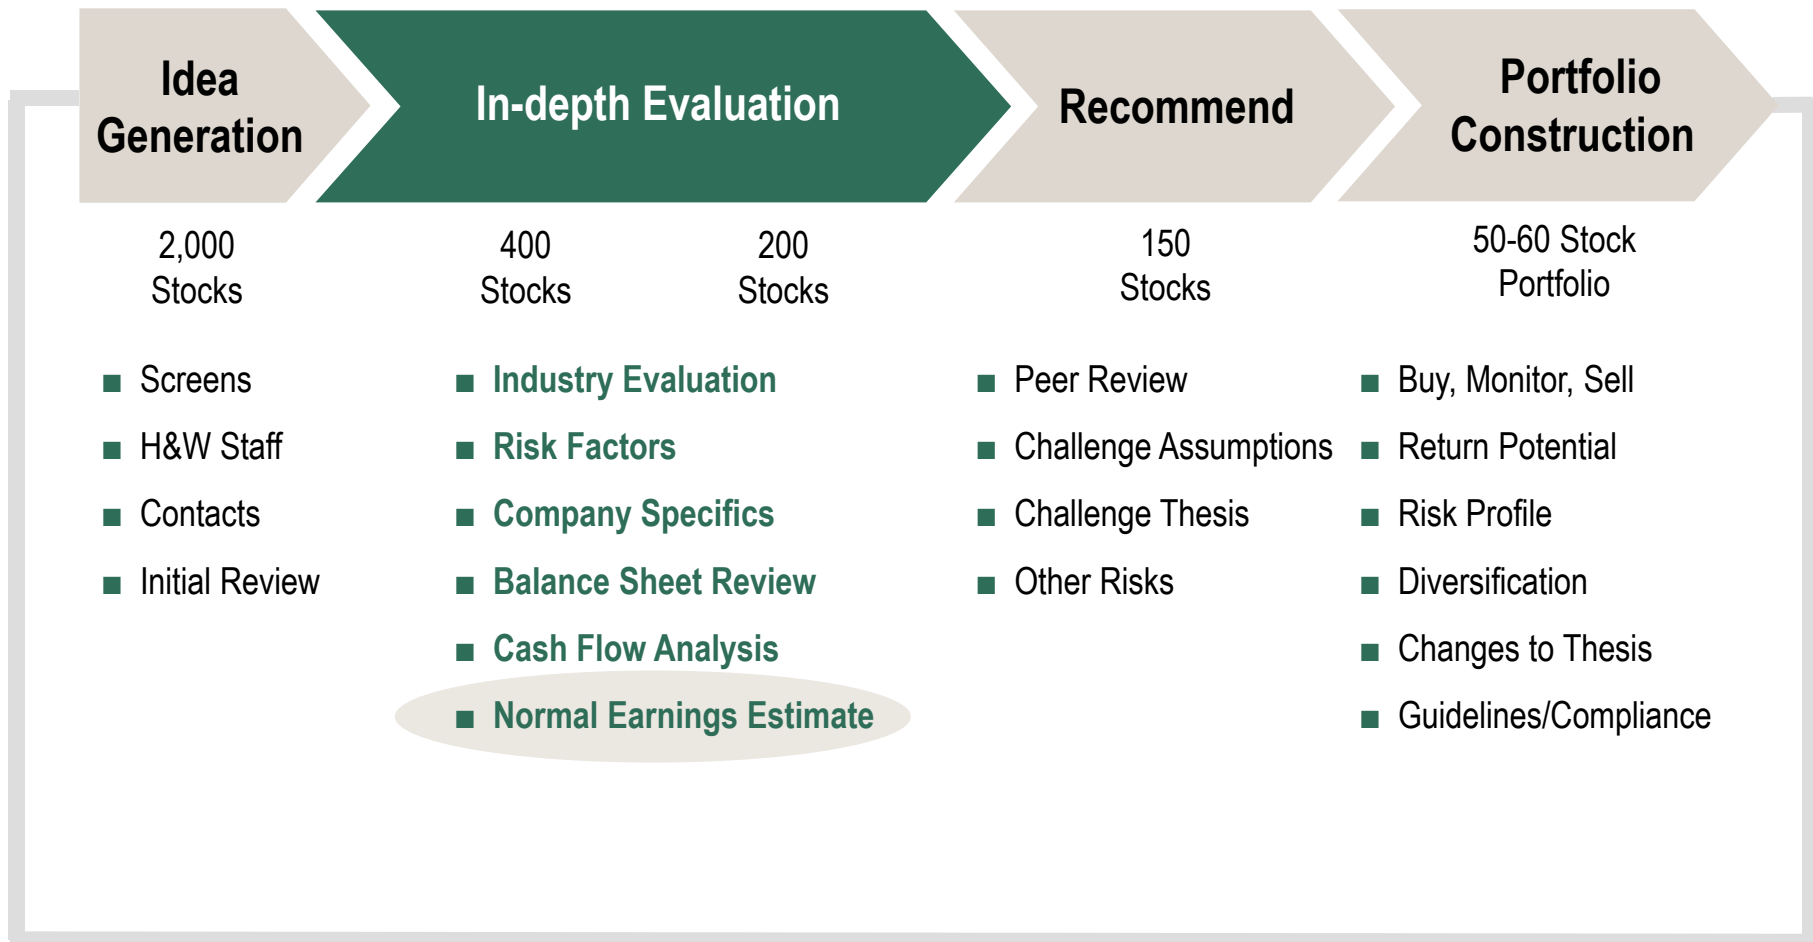 Idea
Generation
In-depth Evaluation
Recommend
Portfolio
Construction
2,000
Stocks
400
Stocks
200
Stocks
150
Stocks
50-60 Stock
Portfolio
Screens
H&W Staff
Contacts
Initial Review
Industry Evaluation
Risk Factors
Company Specifics
Balance Sheet Review
Cash Flow Analysis
Normal Earnings Estimate
Peer Review
Challenge Assumptions
Challenge Thesis
Other Risks
Buy, Monitor, Sell
Return Potential
Risk Profile
Diversification
Changes to Thesis
Guidelines/Compliance